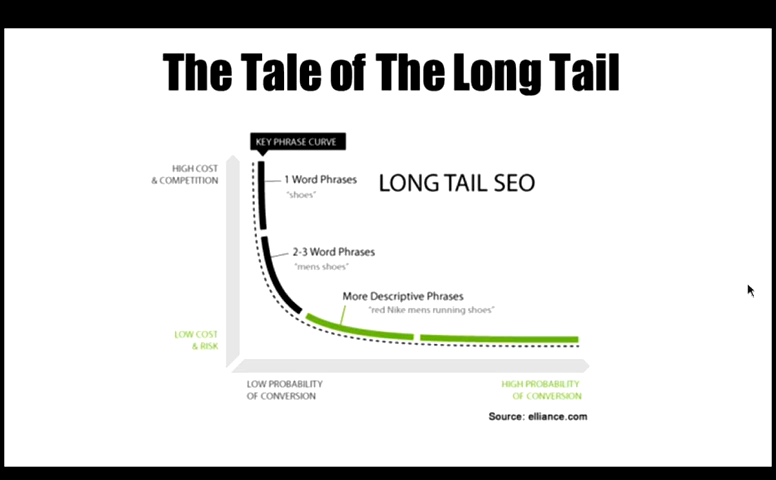 The Tale of The Long Tail
KEY PHRASE CURVE
HIGH COST
& COMPETITION
1 Word Phrases
"shoes"
LONG TAIL SEO
2-3 Word Phrases
"mens shoes"
More Descriptive Phrases
"red Nike mens running shoes"
LOW COST
& RISK
LOW PROBABILITY
OF CONVERSION
HIGH PROBABILITY
OF CONVERSION
Source: elliance.com